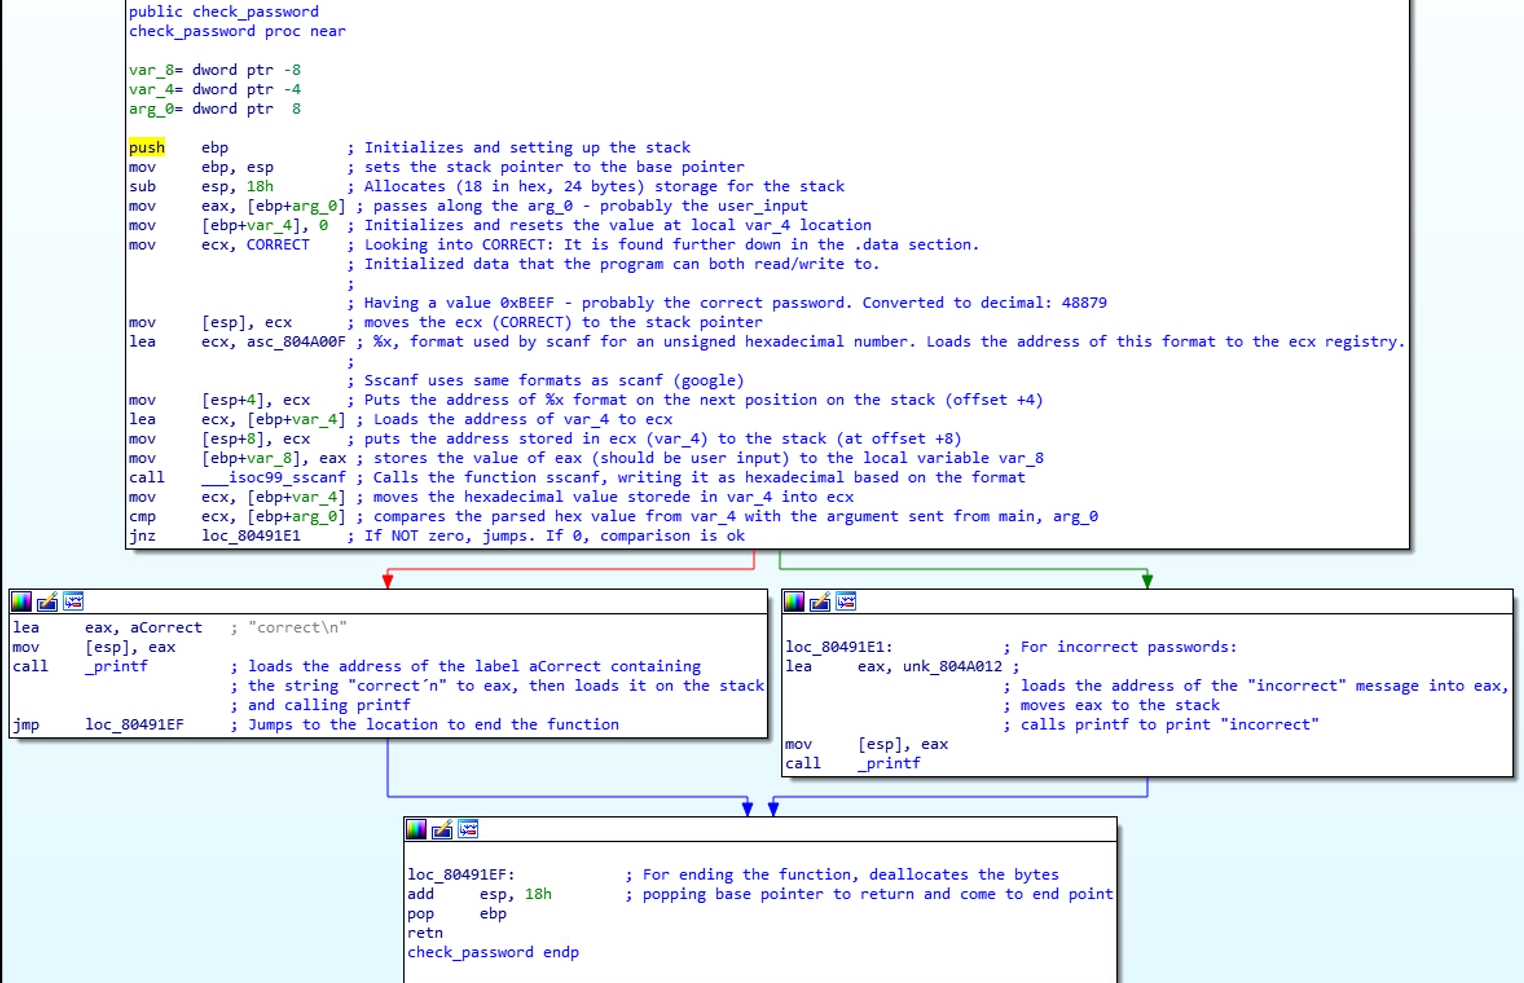 public check_password
check_password proc near
var_8= dword ptr -8
var_4= dword ptr -4
arg_0= dword ptr  8
push    ebp             ; Initializes and setting up the stack
mov     ebp, esp        ; sets the stack pointer to the base pointer
sub     esp, 18h        ; Allocates (18 in hex, 24 bytes) storage for the stack
mov     eax, [ebp+arg_0] ; passes along the arg_0 - probably the user_input
mov     [ebp+var_4], 0  ; Initializes and resets the value at local var_4 location
mov     ecx, CORRECT    ; Looking into CORRECT: It is found further down in the .data section.
; Initialized data that the program can both read/write to.
;
; Having a value 0xBEEF - probably the correct password. Converted to decimal: 48879
mov     [esp], ecx      ; moves the ecx (CORRECT) to the stack pointer
lea     ecx, asc_804A00F ; %x, format used by scanf for an unsigned hexadecimal number. Loads the address of this format to the ecx registry.
;
; Sscanf uses same formats as scanf (google)
mov     [esp+4], ecx    ; Puts the address of %x format on the next position on the stack (offset +4)
lea     ecx, [ebp+var_4] ; Loads the address of var_4 to ecx
mov     [esp+8], ecx    ; puts the address stored in ecx (var_4) to the stack (at offset +8)
mov     [ebp+var_8], eax ; stores the value of eax (should be user input) to the local variable var_8
call    ___isoc99_sscanf ; Calls the function sscanf, writing it as hexadecimal based on the format
mov     ecx, [ebp+var_4] ; moves the hexadecimal value storede in var_4 into ecx
cmp     ecx, [ebp+arg_0] ; compares the parsed hex value from var_4 with the argument sent from main, arg_0
jnz     loc_80491E1     ; If NOT zero, jumps. If 0, comparison is ok
lea     eax, aCorrect   ; "correct\n"
mov     [esp], eax
call    _printf         ; loads the address of the label aCorrect containing
; the string "correct´n" to eax, then loads it on the stack
; and calling printf
jmp     loc_80491EF     ; Jumps to the location to end the function
loc_80491E1:            ; For incorrect passwords:
lea     eax, unk_804A012 ;
; loads the address of the "incorrect" message into eax,
; moves eax to the stack
; calls printf to print "incorrect"
mov     [esp], eax
call    _printf
loc_80491EF:            ; For ending the function, deallocates the bytes
add     esp, 18h        ; popping base pointer to return and come to end point
pop     ebp
retn
check_password endp